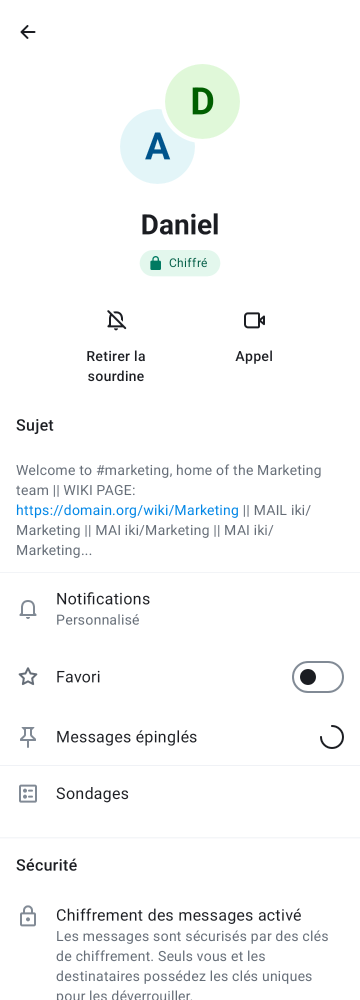 D
A
Daniel
Chiffré
Retirer la
sourdine
Appel
Sujet
Welcome to #marketing, home of the Marketing
team || WIKI PAGE:
https://domain.org/wiki/Marketing || MAIL iki/
Marketing || MAI iki/Marketing || MAI iki/
Marketing...
Notifications
Personnalisé
Favori
Messages épinglés
Sondages
Sécurité
Chiffrement des messages activé
Les messages sont sécurisés par des clés
de chiffrement. Seuls vous et les
destinataires possédez les clés uniques
pour les déverrouiller.